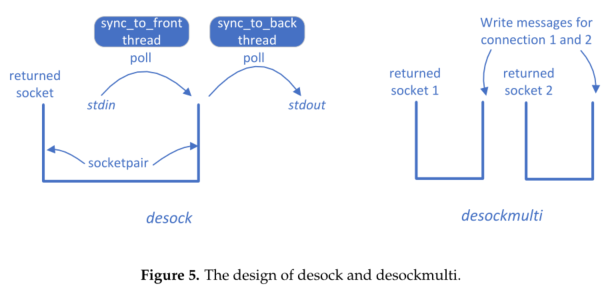 sync_to_front
thread
sync_to_back
thread
poll
poll
returned
socket
stdin
stdout
socketpair
desock
Write messages for
connection 1 and 2
returned
socket 1
returned
socket 2
desockmulti
Figure 5. The design of desock and desockmulti.